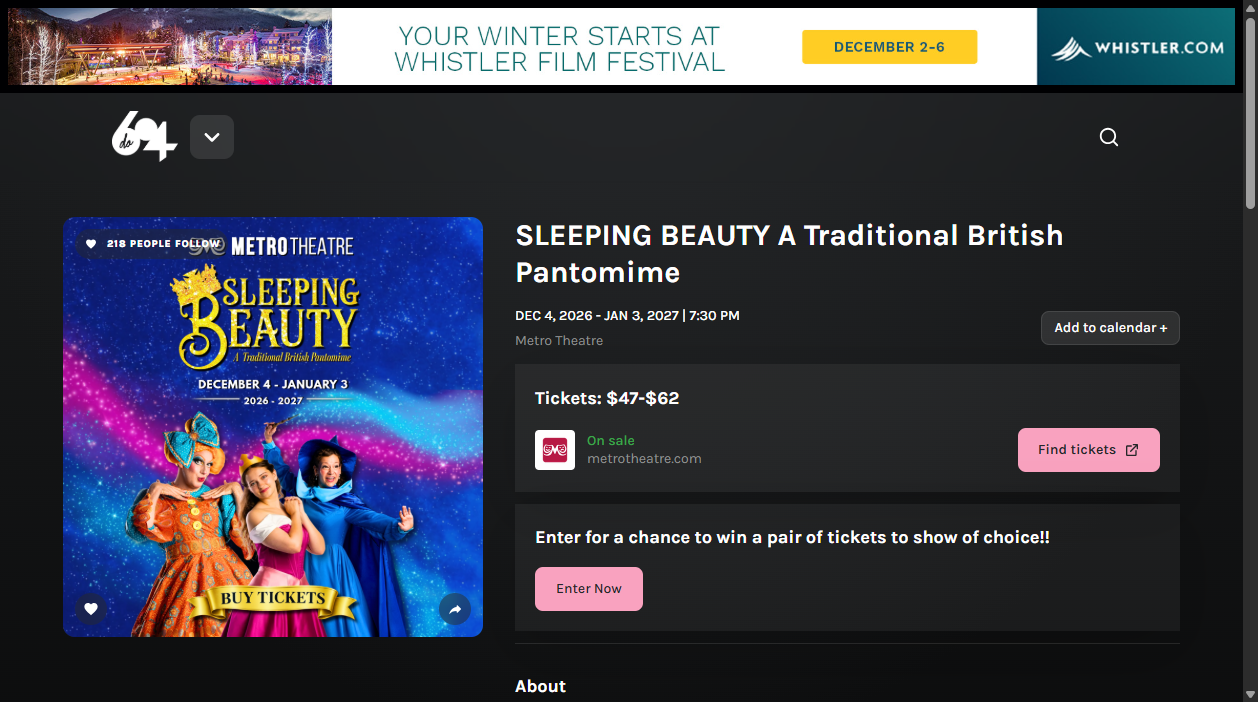 YOUR WINTER STARTS AT
WHISTLER FILM FESTIVAL
DECEMBER 2-6
WHISTLER.COM
do604
218 PEOPLE FOLLOW
METRO THEATRE
SLEEPING
BEAUTY
A Traditional British Pantomime
DECEMBER 4 - JANUARY 3
2026 - 2027
BUY TICKETS
SLEEPING BEAUTY A Traditional British
Pantomime
DEC 4, 2026 - JAN 3, 2027 | 7:30 PM
Metro Theatre
Add to calendar +
Tickets: $47-$62
On sale
metrotheatre.com
Find tickets
Enter for a chance to win a pair of tickets to show of choice!!
Enter Now
About